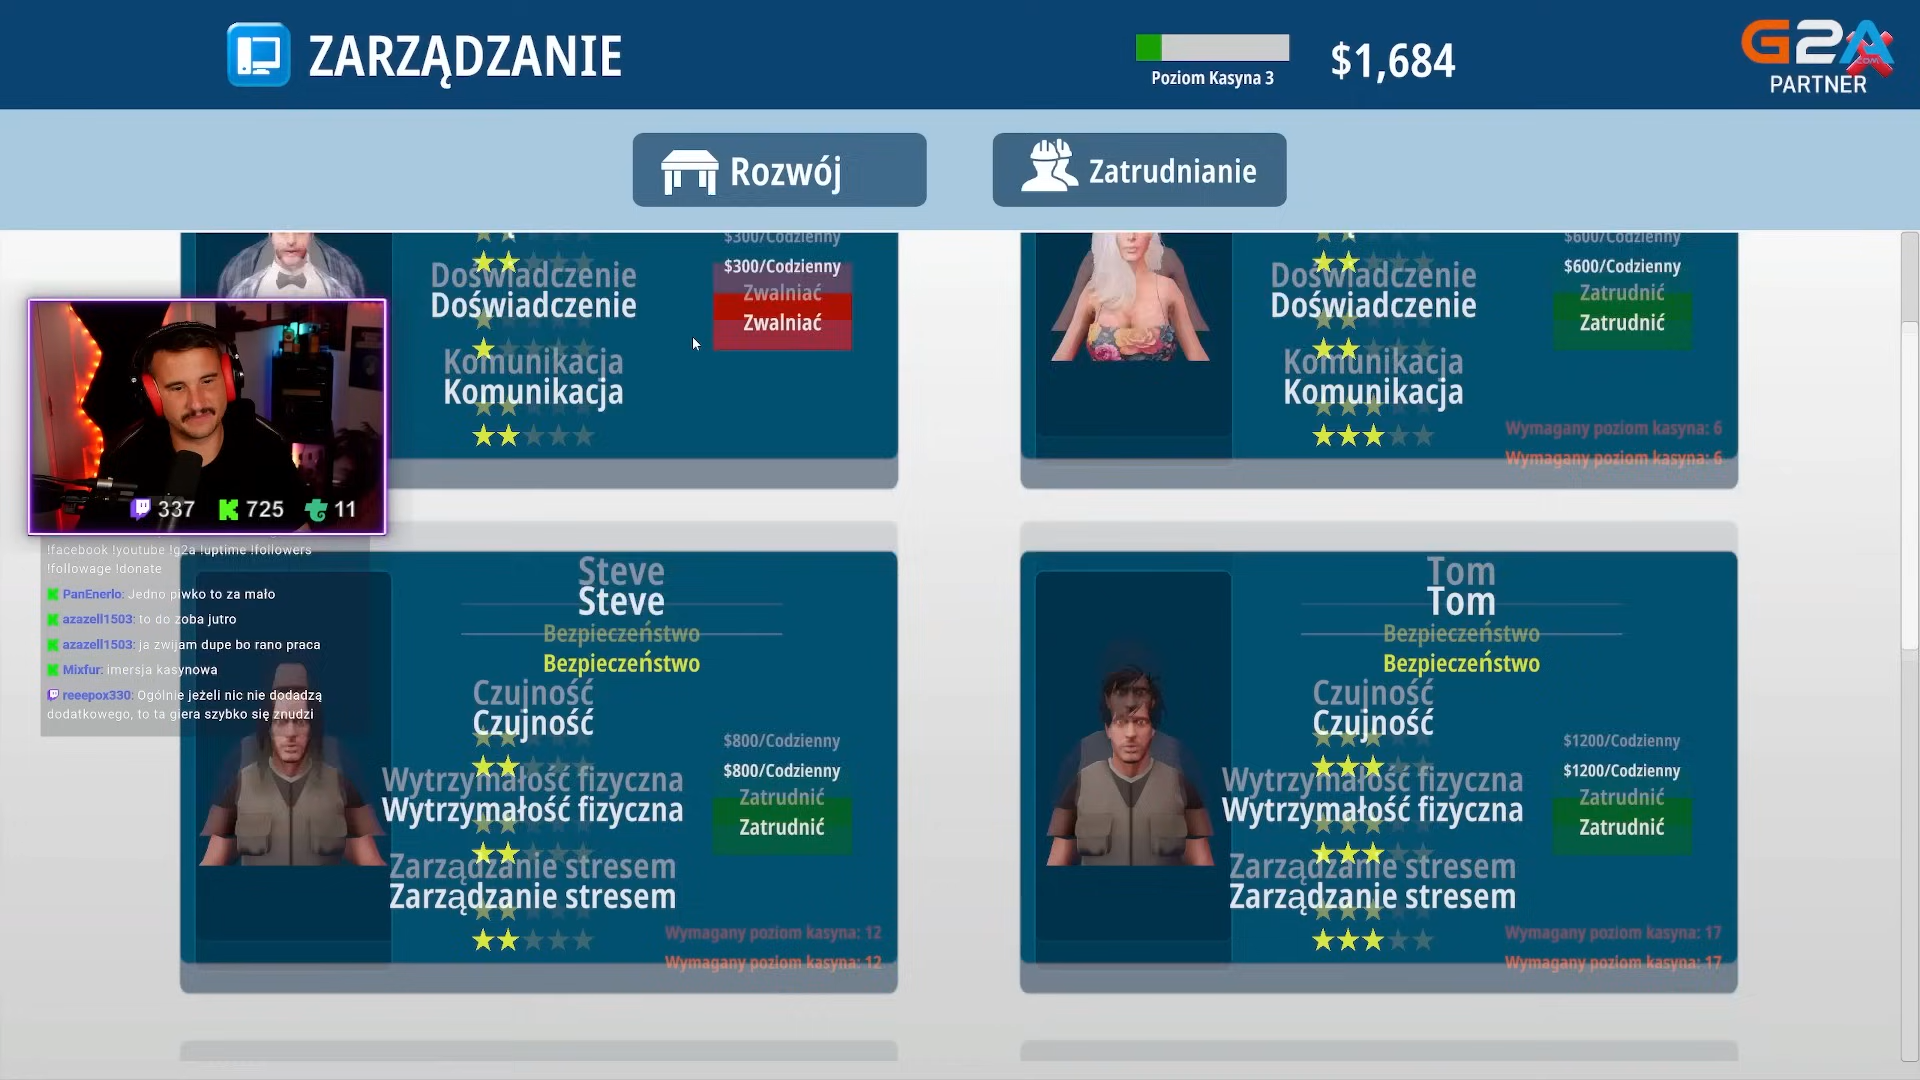 ZARZĄDZANIE
Poziom Kasyna 3
$1,684
G2A
.COM
PARTNER
Rozwój
Zatrudnianie
$300/Codzienny
$300/Codzienny
Doświadczenie
Doświadczenie
Zwalniać
Zwalniać
Komunikacja
Komunikacja
$600/Codzienny
$600/Codzienny
Doświadczenie
Doświadczenie
Zatrudnić
Zatrudnić
Komunikacja
Komunikacja
Wymagany poziom kasyna: 6
Wymagany poziom kasyna: 6
337 725 11
!facebook !youtube !g2a !uptime !followers
!followage !donate
PanEnerlo: Jedno piwko to za mało
azazell1503: to do zoba jutro
azazell1503: ja zwijam dupe bo rano praca
Mixfur: imersja kasynowa
reeepox330: Ogólnie jeżeli nic nie dodadzą
dodatkowego, to ta giera szybko się znudzi
Steve
Steve
Bezpieczeństwo
Bezpieczeństwo
Czujność
Czujność
$800/Codzienny
$800/Codzienny
Wytrzymałość fizyczna
Wytrzymałość fizyczna
Zatrudnić
Zatrudnić
Zarządzanie stresem
Zarządzanie stresem
Wymagany poziom kasyna: 12
Wymagany poziom kasyna: 12
Tom
Tom
Bezpieczeństwo
Bezpieczeństwo
Czujność
Czujność
$1200/Codzienny
$1200/Codzienny
Wytrzymałość fizyczna
Wytrzymałość fizyczna
Zatrudnić
Zatrudnić
Zarządzanie stresem
Zarządzanie stresem
Wymagany poziom kasyna: 17
Wymagany poziom kasyna: 17